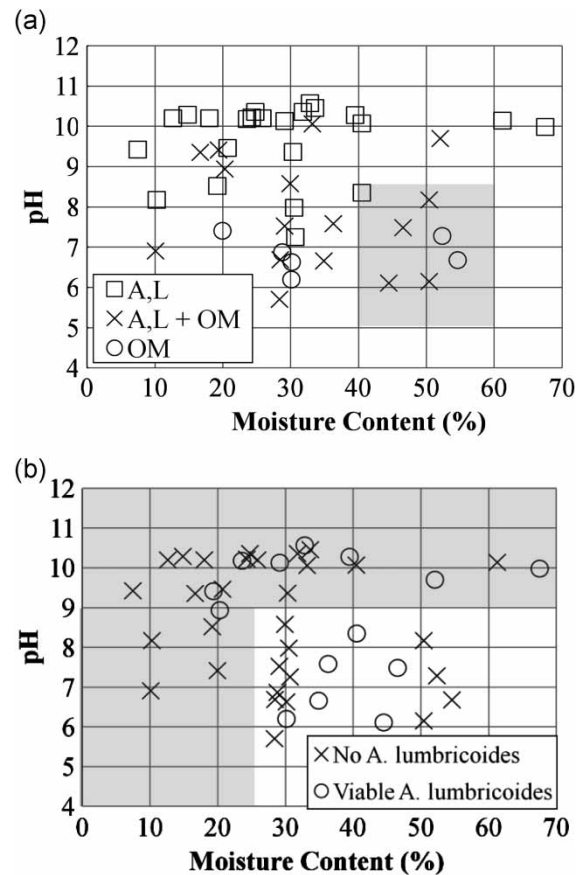 (a)
12
11
10
9
8
7
6
5
4
pH
A,L
A,L + OM
OM
0 10 20 30 40 50 60 70
Moisture Content (%)
(b)
12
11
10
9
8
7
6
5
4
pH
No A. lumbricoides
Viable A. lumbricoides
0 10 20 30 40 50 60 70
Moisture Content (%)